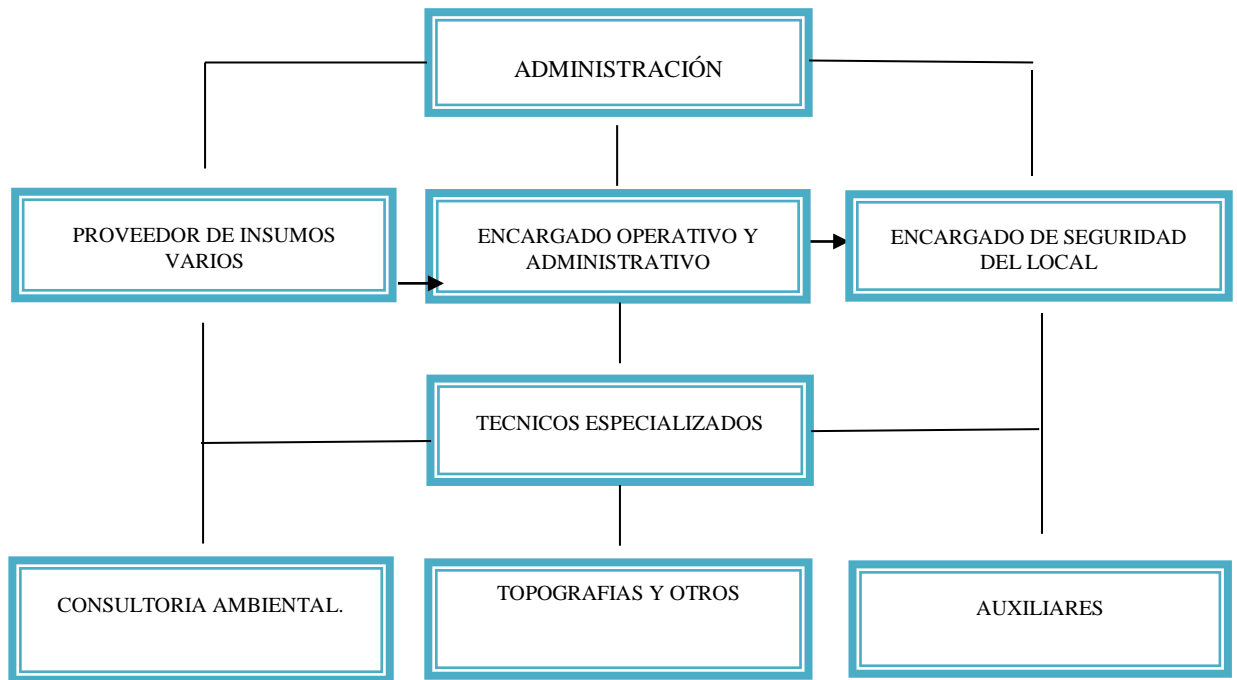 ADMINISTRACIÓN
PROVEEDOR DE INSUMOS
VARIOS
ENCARGADO OPERATIVO Y
ADMINISTRATIVO
ENCARGADO DE SEGURIDAD
DEL LOCAL
TECNICOS ESPECIALIZADOS
CONSULTORIA AMBIENTAL.
TOPOGRAFIAS Y OTROS
AUXILIARES